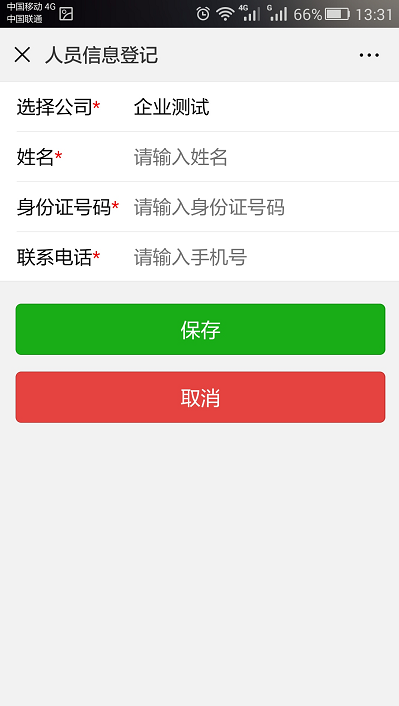 中国移动 4G
中国联通
4G G 66% 13:31
人员信息登记
选择公司* 企业测试
姓名* 请输入姓名
身份证号码* 请输入身份证号码
联系电话* 请输入手机号
保存
取消